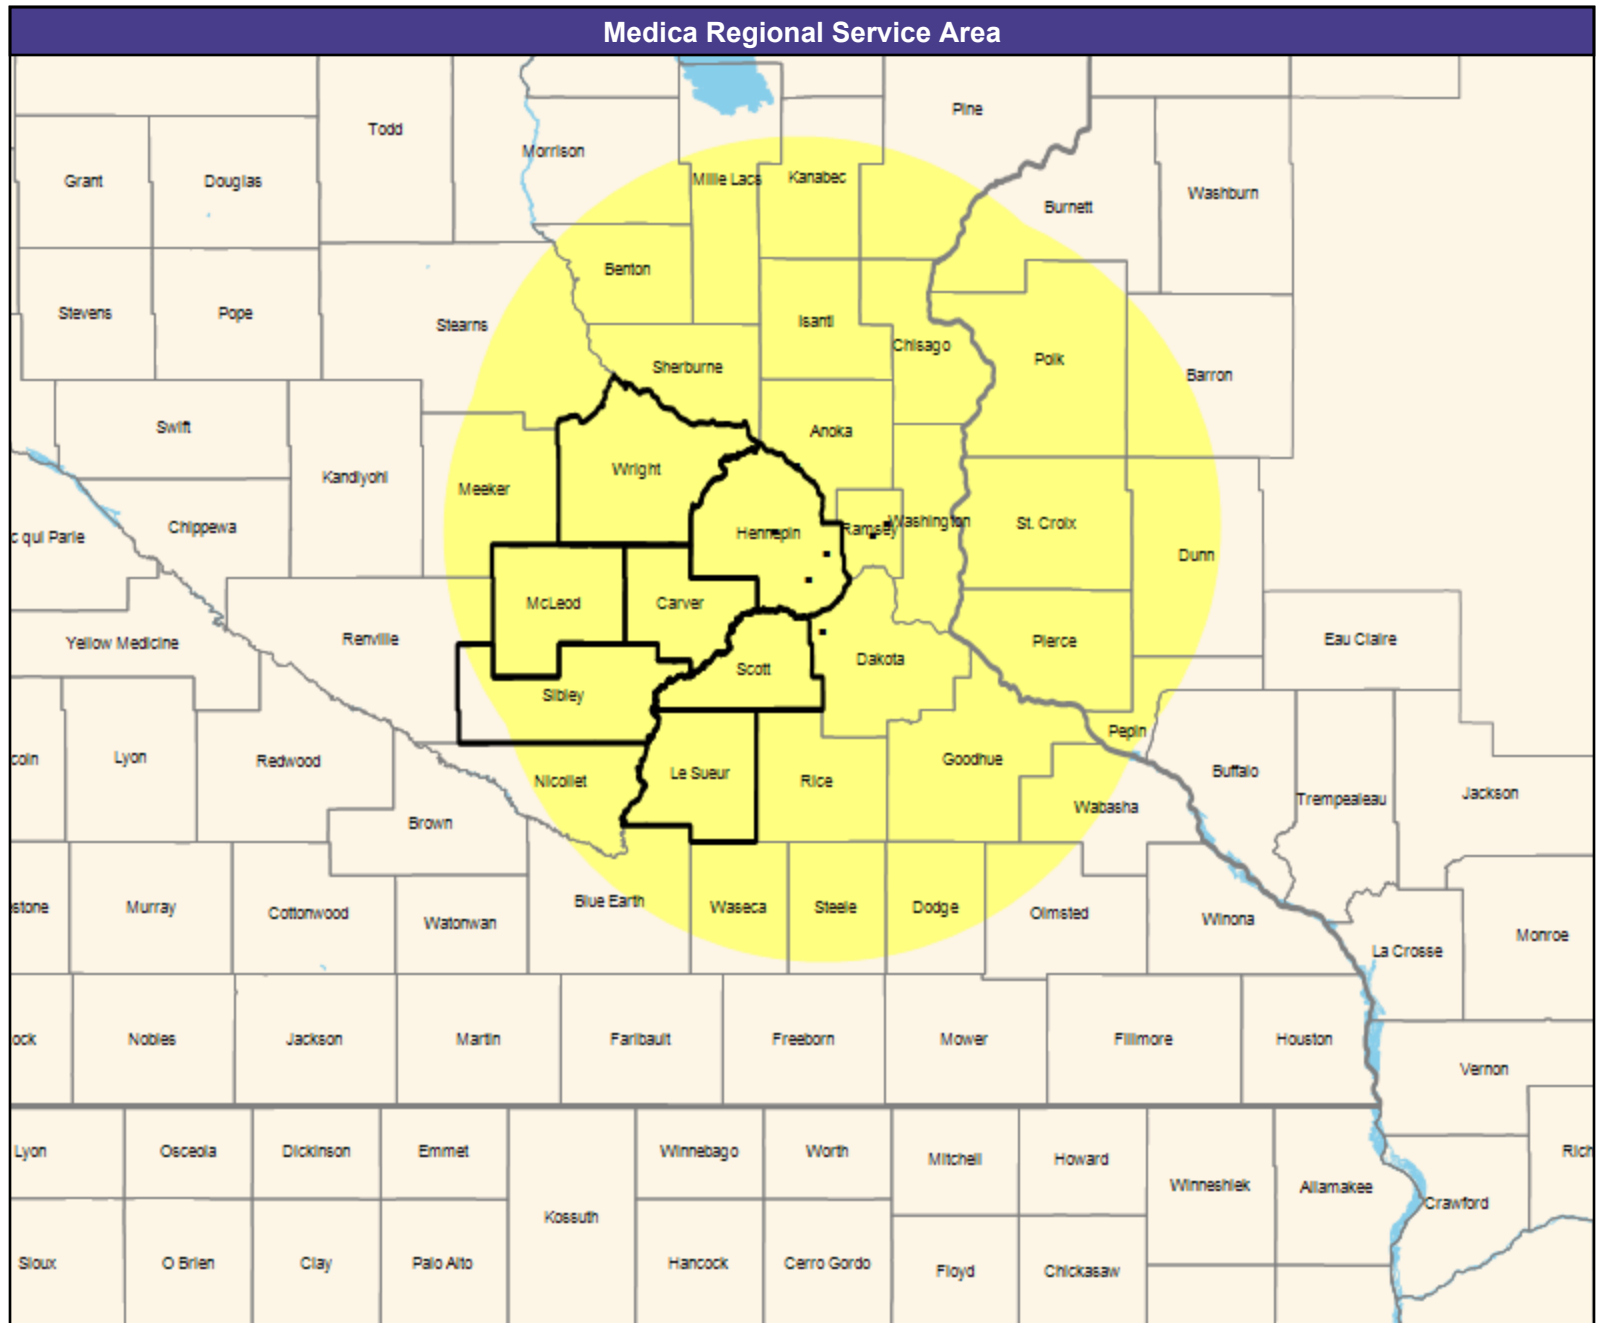 Medica Regional Service Area
Pine
Todd
Morrison
Grant
Douglas
Mille Lacs
Kanabec
Burnett
Washburn
Benton
Stevens
Pope
Stearns
Isanti
Chisago
Polk
Barron
Sherburne
Swift
Anoka
Wright
Kandiyohi
Meeker
Chippewa
c qui Parle
Hennepin
Ramsey
Washington
St. Croix
Dunn
McLeod
Carver
Renville
Yellow Medicine
Eau Claire
Pierce
Scott
Dakota
Sibley
coln
Lyon
Redwood
Pepin
Nicollet
Le Sueur
Rice
Goodhue
Buffalo
Trempealeau
Jackson
Wabasha
Brown
stone
Murray
Cottonwood
Watonwan
Blue Earth
Waseca
Steele
Dodge
Olmsted
Winona
La Crosse
Monroe
ock
Nobles
Jackson
Martin
Faribault
Freeborn
Mower
Fillmore
Houston
Vernon
Lyon
Osceola
Dickinson
Emmet
Winnebago
Worth
Mitchell
Howard
Winneshiek
Allamakee
Crawford
Rich
Kossuth
Sioux
O Brien
Clay
Palo Alto
Hancock
Cerro Gordo
Floyd
Chickasaw